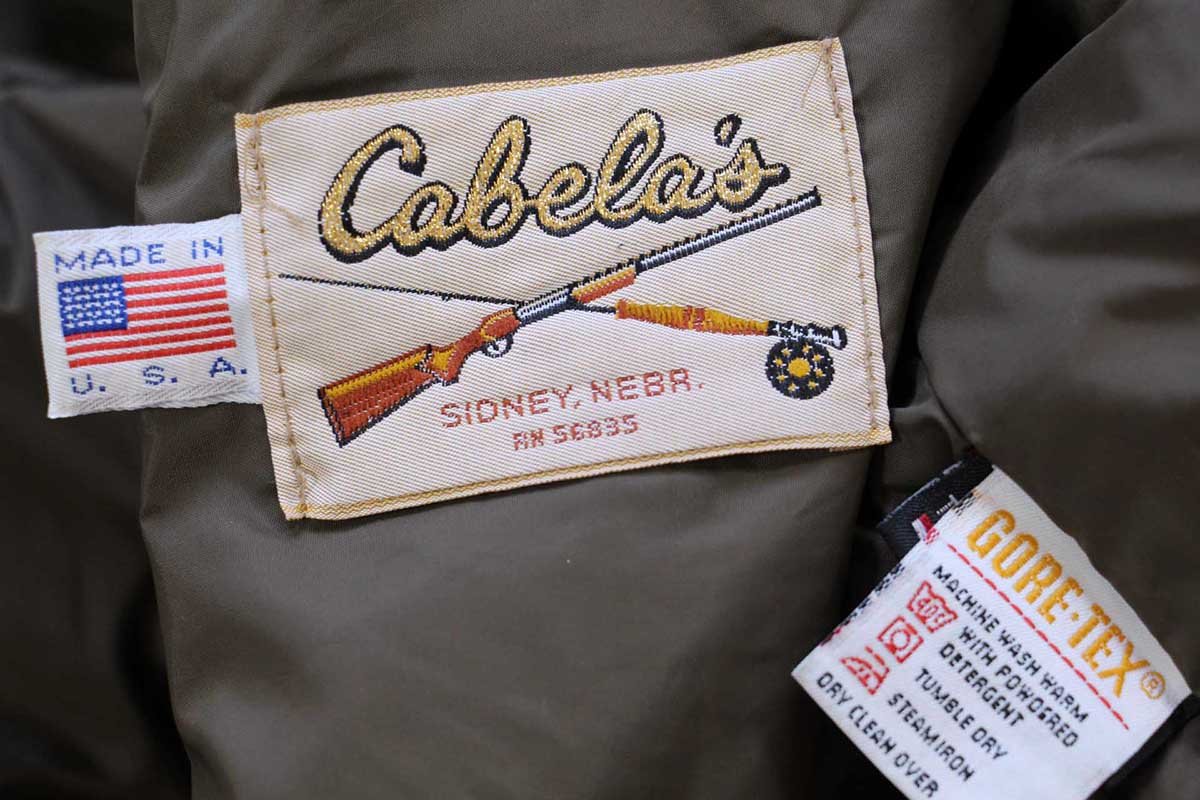 Cabela's
MADE IN
U. S. A.
SIDNEY, NEBR.
RN 56835
GORE-TEX®
MACHINE WASH WARM
WITH POWDERED
DETERGENT
40°
TUMBLE DRY
STEAM IRON
DRY CLEAN OVER